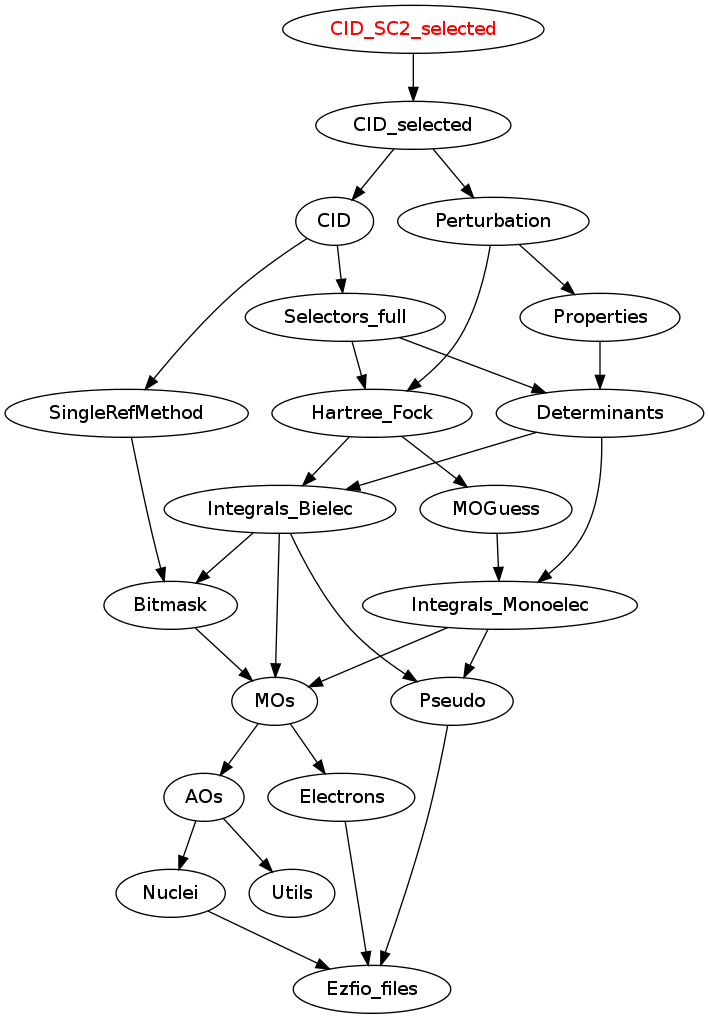 CID_SC2_selected
CID_selected
CID
Perturbation
Selectors_full
Properties
SingleRefMethod
Hartree_Fock
Determinants
Integrals_Bielec
MOGuess
Bitmask
Integrals_Monoelec
MOs
Pseudo
AOs
Electrons
Nuclei
Utils
Ezfio_files